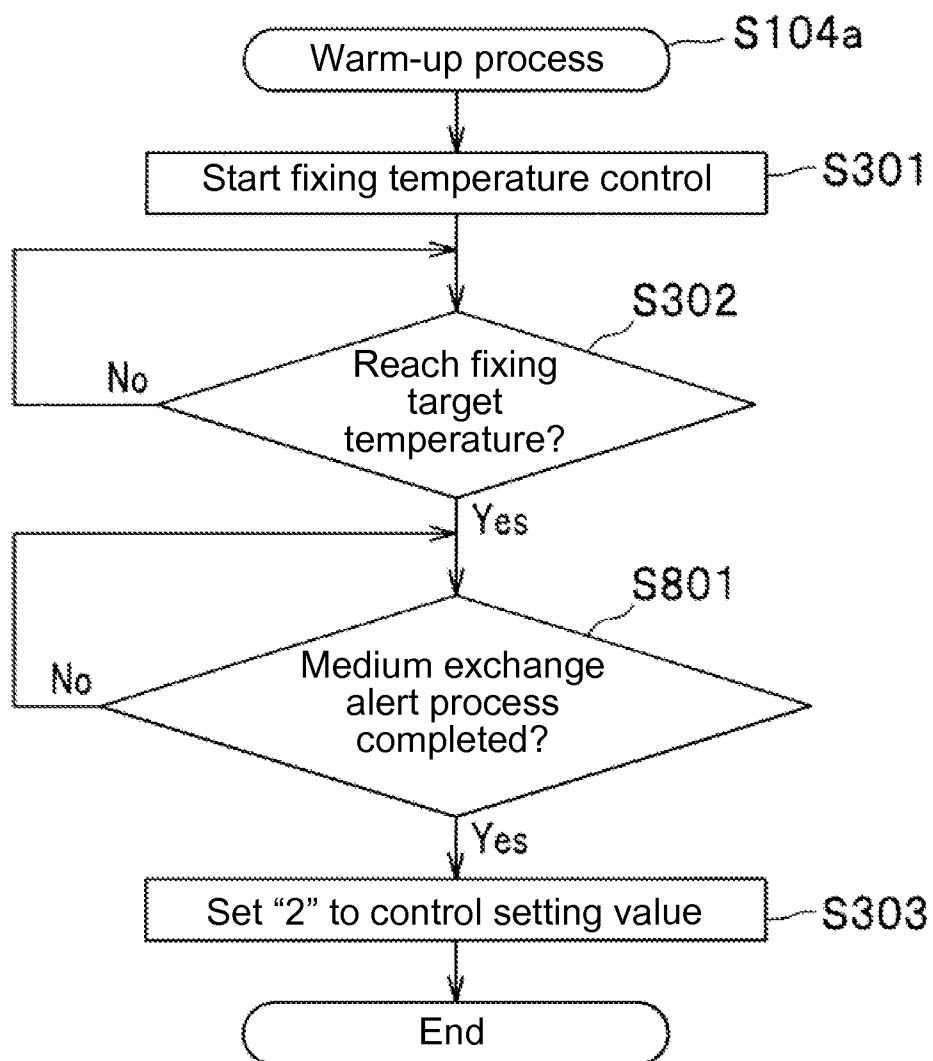 Warm-up process
S104a
Start fixing temperature control
S301
S302
Reach fixing
target
temperature?
No
Yes
S801
Medium exchange
alert process
completed?
No
Yes
Set “2” to control setting value
S303
End